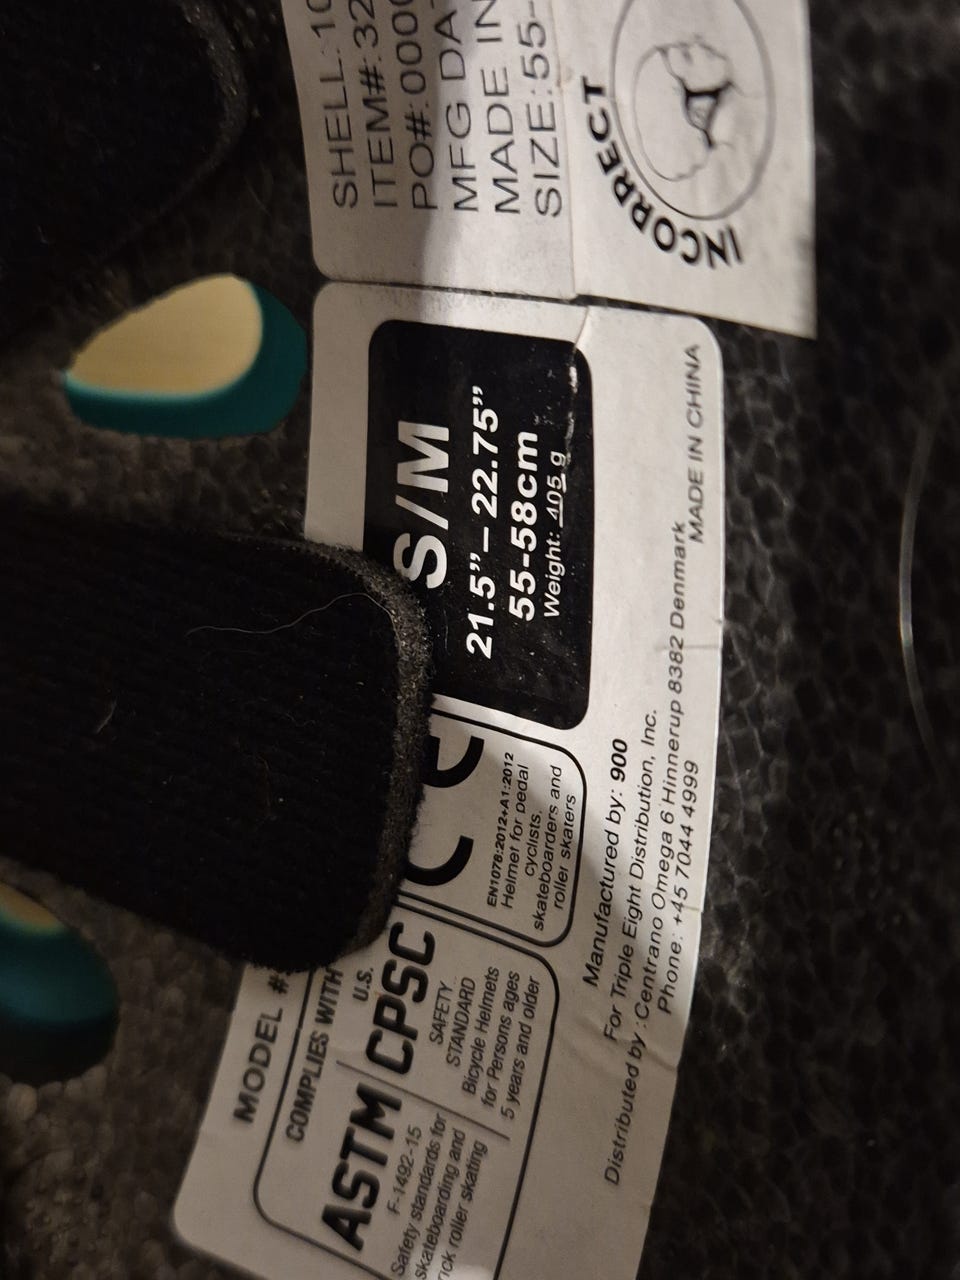 MODEL #
COMPLIES WITH
ASTM
F-1492-15
Safety standards for
skateboarding and
roller skating
U.S.
CPSC
SAFETY
STANDARD
Bicycle Helmets
for Persons ages
5 years and older
CE
EN1078:2012+A1:2012
Helmet for pedal
cyclists,
skateboarders and
roller skaters
S/M
21.5”– 22.75”
55-58cm
Weight: 405 g
Manufactured by: 900
For Triple Eight Distribution, Inc.
Distributed by :Centrano Omega 6 Hinnerup 8382 Denmark
Phone: +45 7044 4999
MADE IN CHINA
SHELL:10
ITEM#:32
PO#:0000
MFG DA
MADE IN
SIZE:55-
INCORRECT